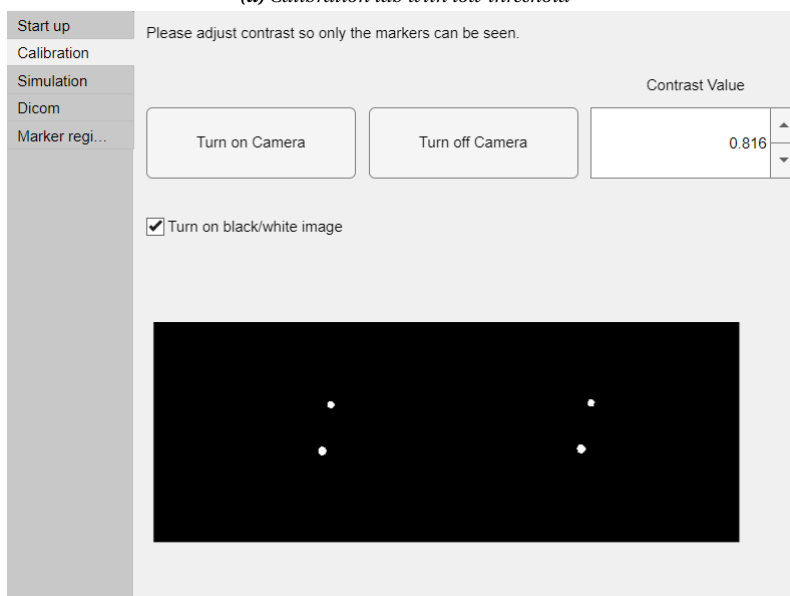 (a) Calibration tab with low threshold
Start up
Calibration
Simulation
Dicom
Marker regi...
Please adjust contrast so only the markers can be seen.
Contrast Value
Turn on Camera
Turn off Camera
0.816
Turn on black/white image